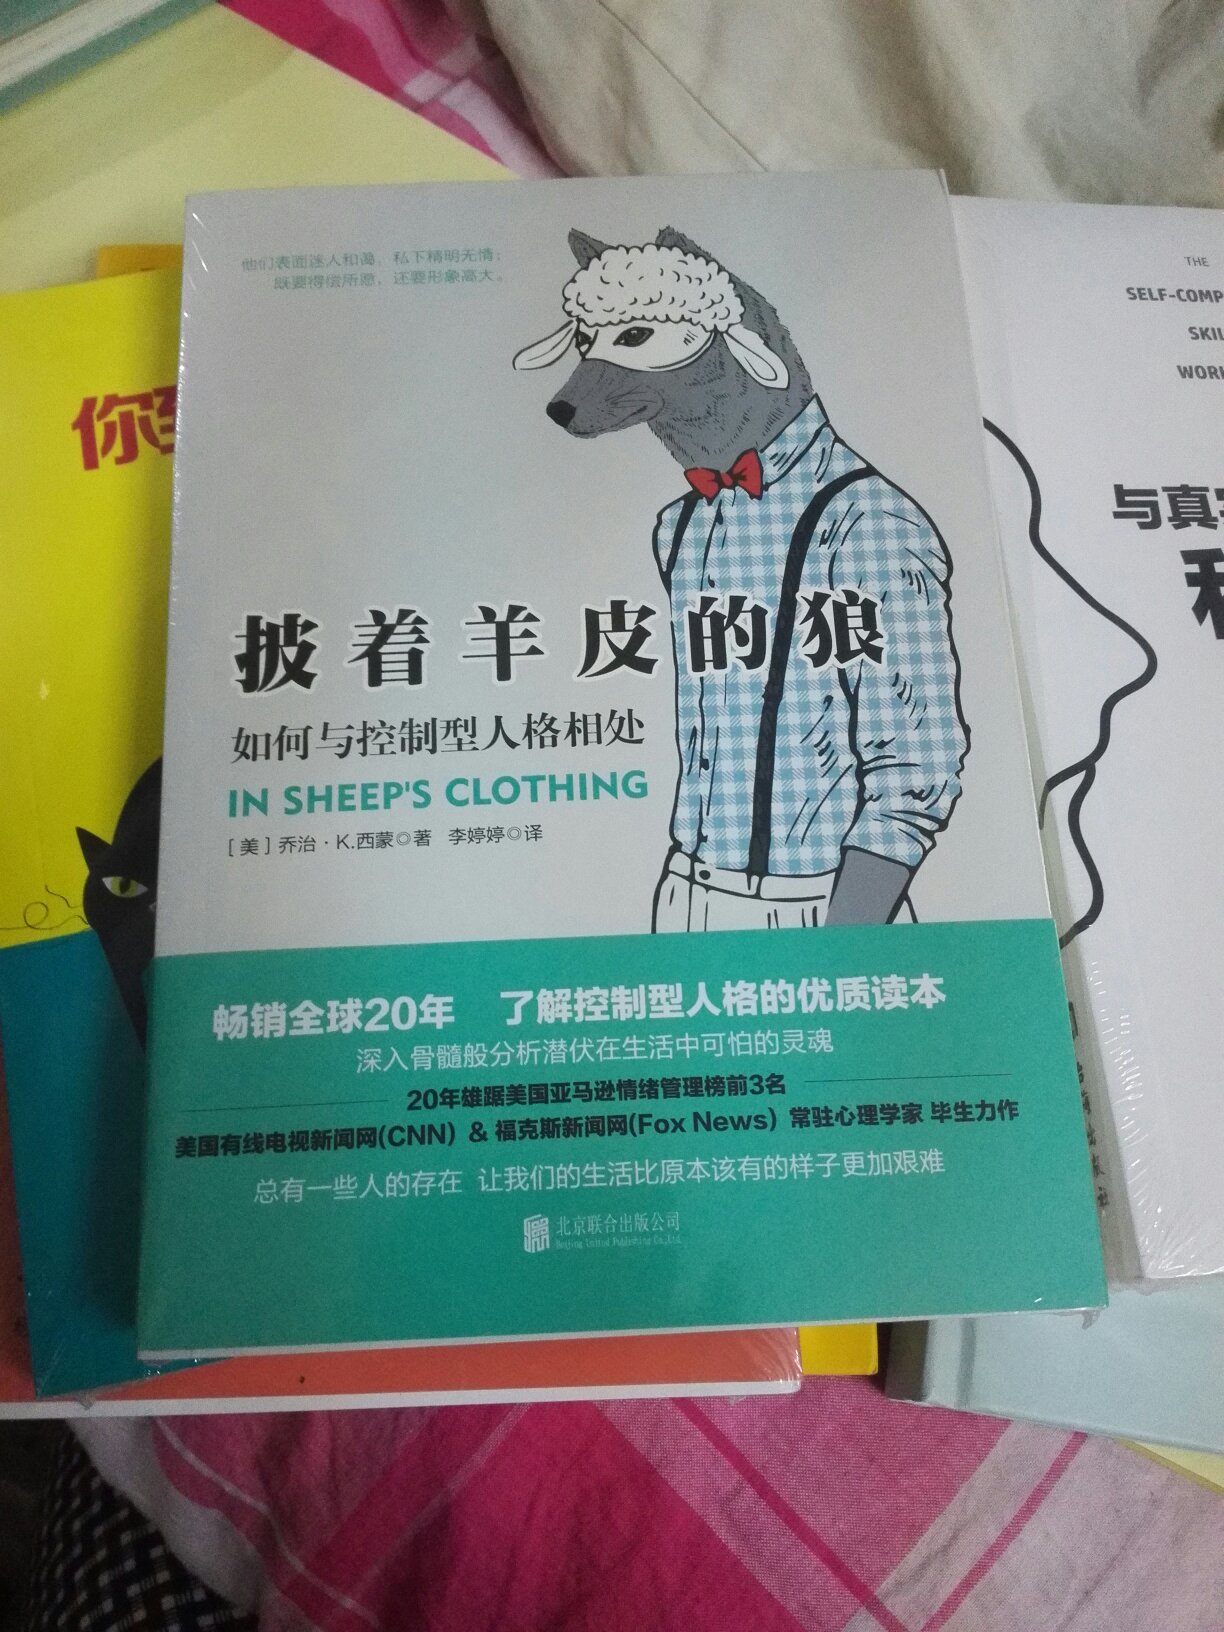 他们表面迷人和蔼，私下精明无情；
既要得偿所愿，还要形象高大。
披着羊皮的狼
如何与控制型人格相处
IN SHEEP'S CLOTHING
[美] 乔治·K.西蒙◎著 李婷婷◎译
畅销全球20年 了解控制型人格的优质读本
深入骨髓般分析潜伏在生活中可怕的灵魂
20年雄踞美国亚马逊情绪管理榜前3名
美国有线电视新闻网(CNN) & 福克斯新闻网(Fox News) 常驻心理学家 毕生力作
总有一些人的存在 让我们的生活比原本该有的样子更加艰难
北京联合出版公司
Beijing United Publishing Co.,Ltd.
你
THE
SELF-COMP
SKIL
WORK
与真